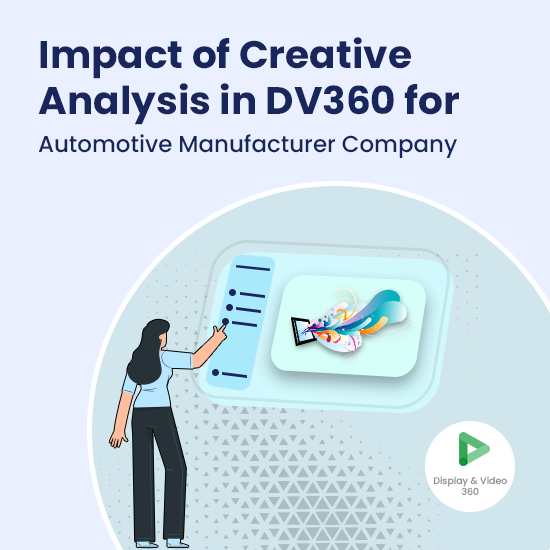 Impact of Creative
Analysis in DV360 for
Automotive Manufacturer Company
Display & Video
360